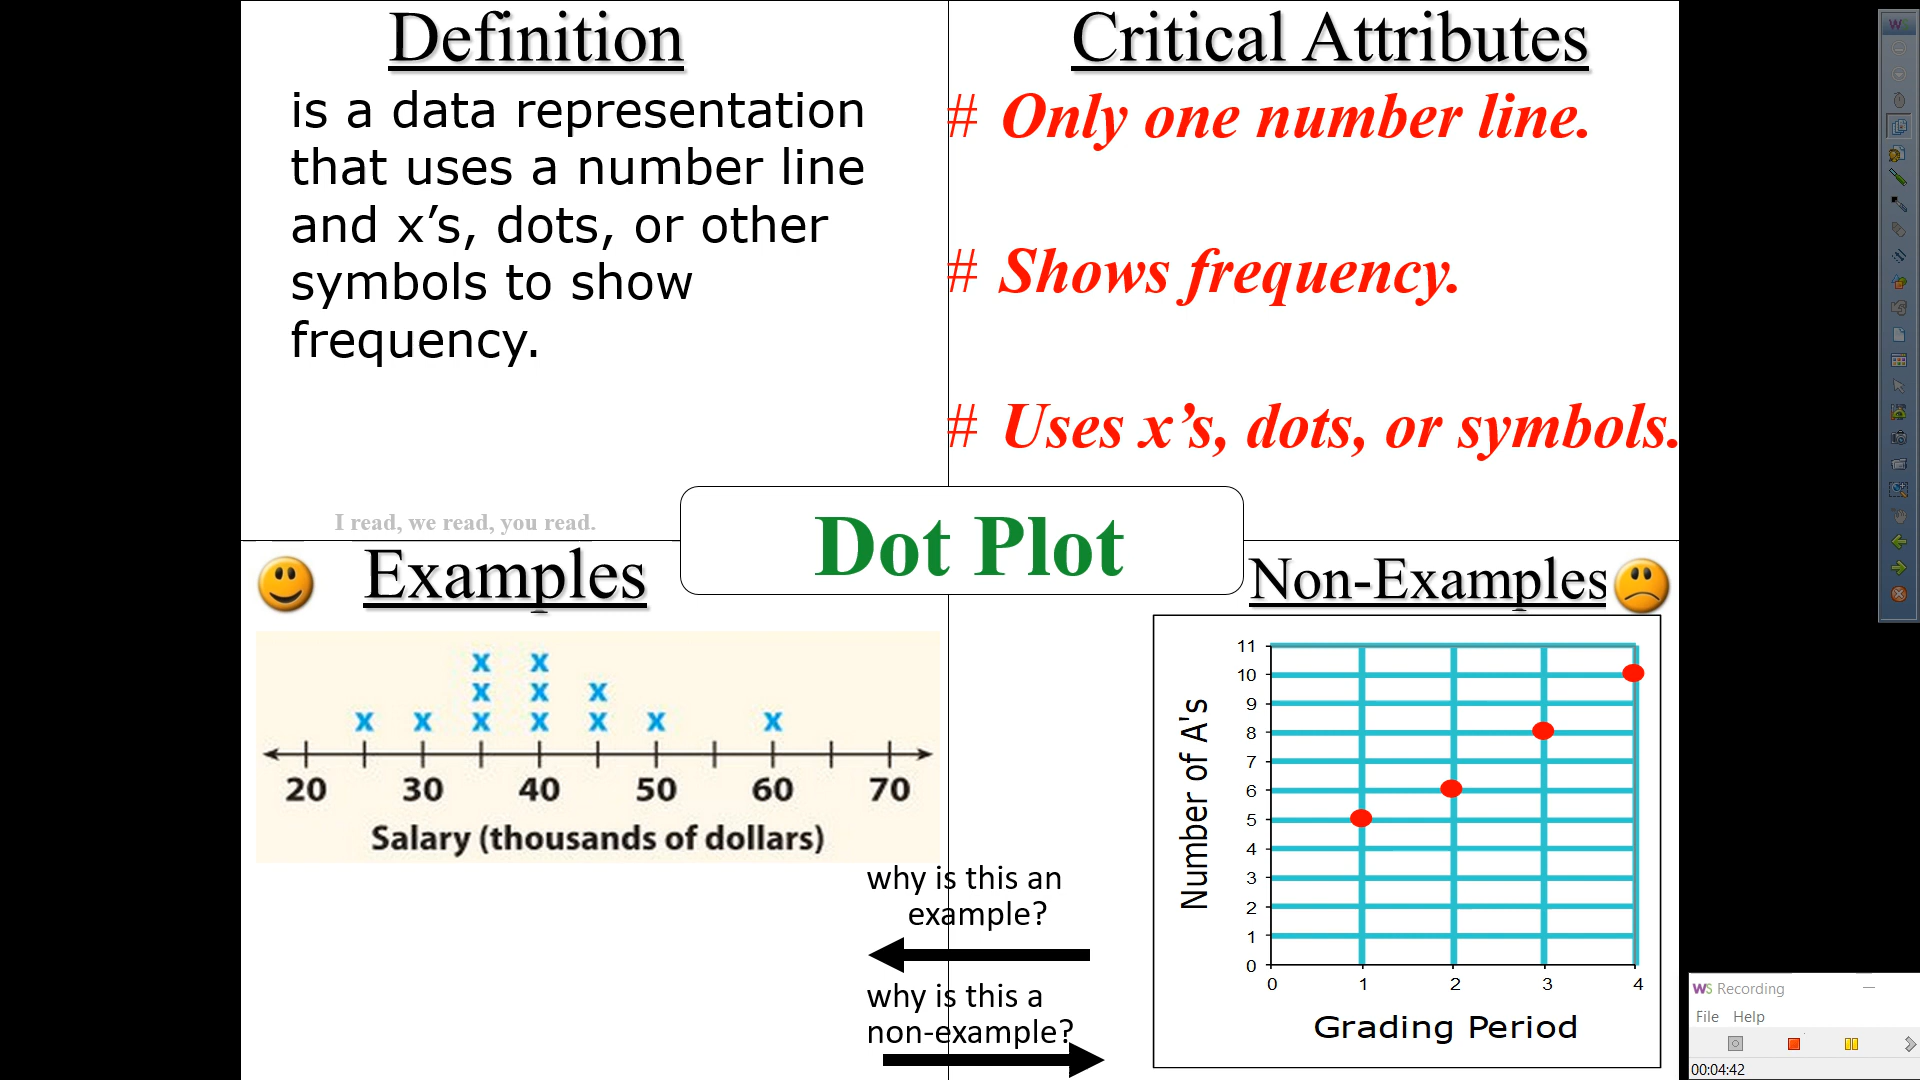 Definition
is a data representation
that uses a number line
and x’s, dots, or other
symbols to show
frequency.
I read, we read, you read.
Critical Attributes
# Only one number line.
# Shows frequency.
# Uses x’s, dots, or symbols.
Dot Plot
Examples
x x
x x x
x x x x x x x
20 30 40 50 60 70
Salary (thousands of dollars)
why is this an
example?
why is this a
non-example?
Non-Examples
11
10
9
8
7
6
5
4
3
2
1
0
0 1 2 3 4
Number of A's
Grading Period
WS
WS Recording
File Help
00:04:42